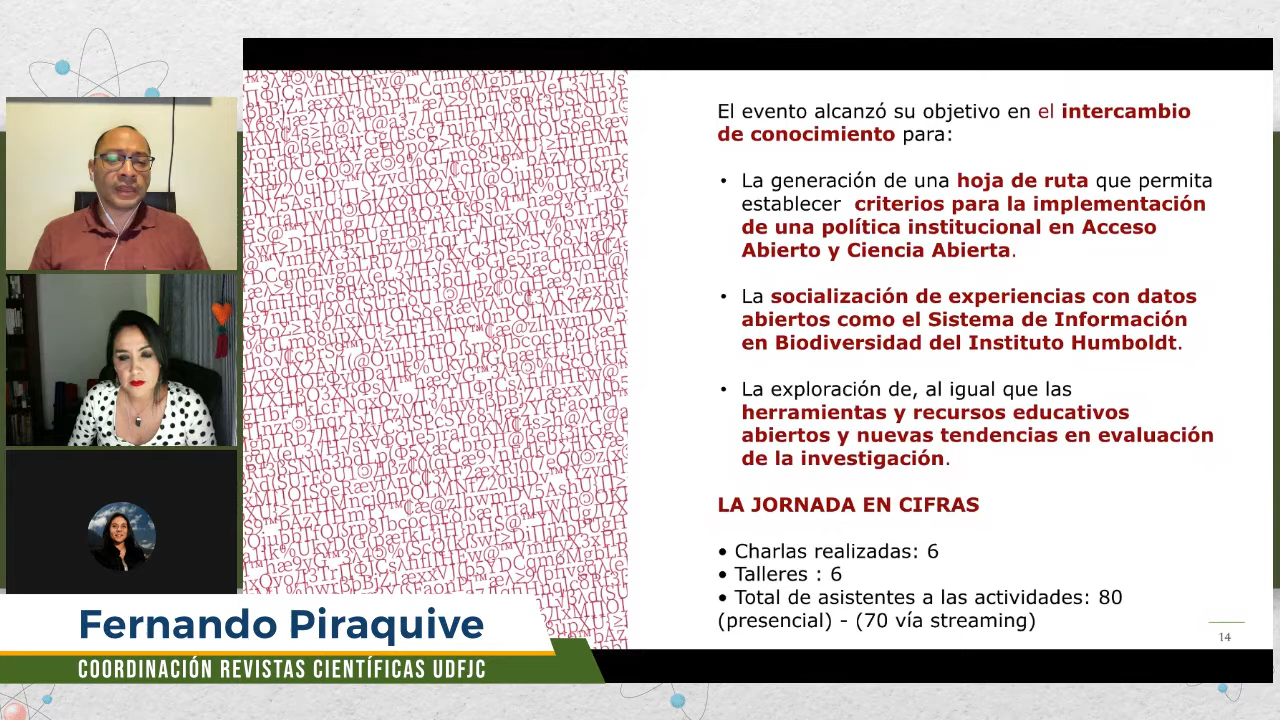 El evento alcanzó su objetivo en el intercambio
de conocimiento para:
• La generación de una hoja de ruta que permita
establecer criterios para la implementación
de una política institucional en Acceso
Abierto y Ciencia Abierta.
• La socialización de experiencias con datos
abiertos como el Sistema de Información
en Biodiversidad del Instituto Humboldt.
• La exploración de, al igual que las
herramientas y recursos educativos
abiertos y nuevas tendencias en evaluación
de la investigación.
LA JORNADA EN CIFRAS
• Charlas realizadas: 6
• Talleres : 6
• Total de asistentes a las actividades: 80
(presencial) - (70 vía streaming)
14
Fernando Piraquive
COORDINACIÓN REVISTAS CIENTÍFICAS UDFJC